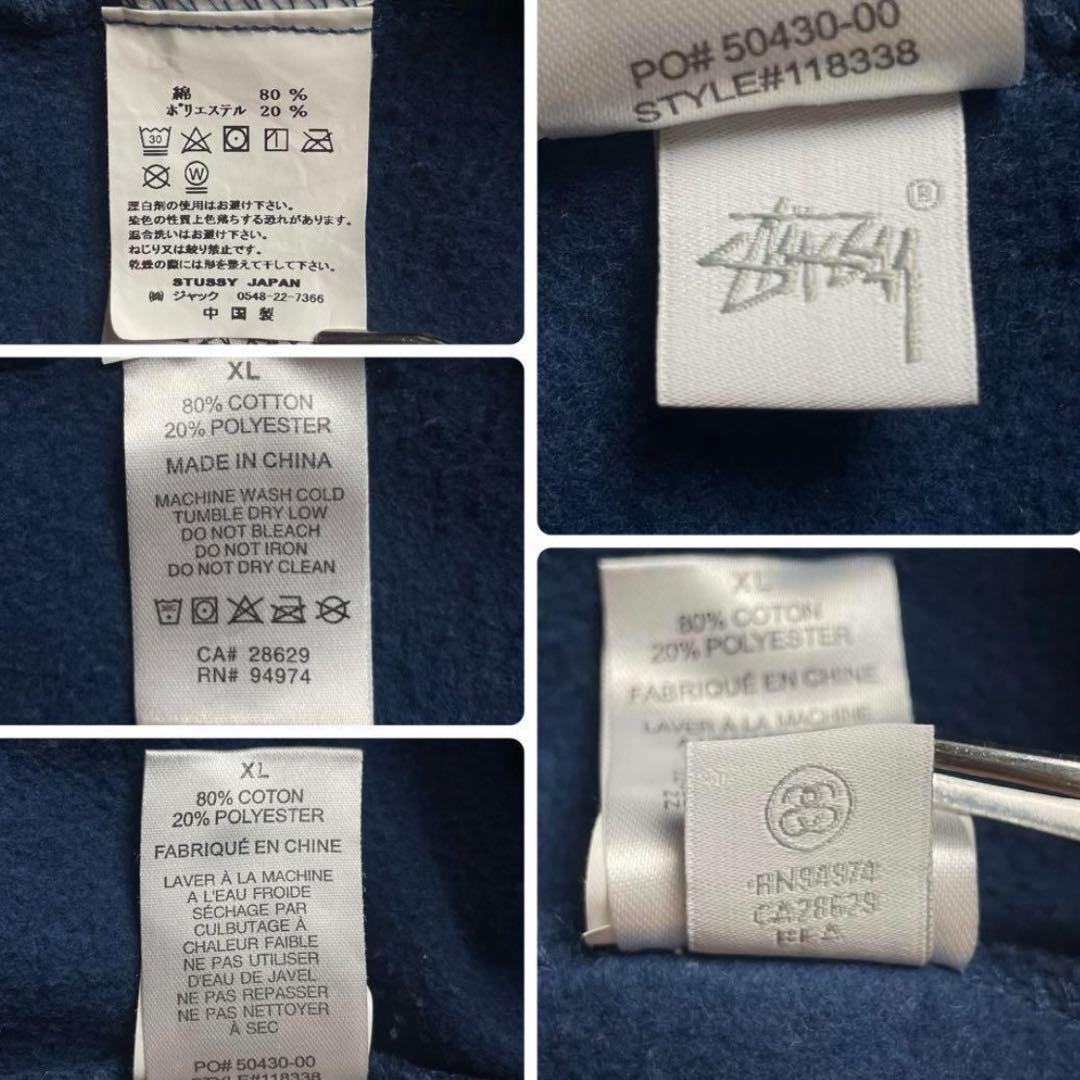 綿 80 %
ポリエステル 20 %
30
W
漂白剤の使用はお避け下さい。
染色の性質上色落ちする恐れがあります。
混合洗いはお避け下さい。
ねじり又は絞り禁止です。
乾燥の際には形を整えて干して下さい。
STUSSY JAPAN
㈱ ジャック 0548-22-7366
中国製
XL
80% COTTON
20% POLYESTER
MADE IN CHINA
MACHINE WASH COLD
TUMBLE DRY LOW
DO NOT BLEACH
DO NOT IRON
DO NOT DRY CLEAN
CA# 28629
RN# 94974
XL
80% COTON
20% POLYESTER
FABRIQUÉ EN CHINE
LAVER À LA MACHINE
A L'EAU FROIDE
SÉCHAGE PAR
CULBUTAGE À
CHALEUR FAIBLE
NE PAS UTILISER
D'EAU DE JAVEL
NE PAS REPASSER
NE PAS NETTOYER
À SEC
PO# 50430-00
STYLE#118338
PO# 50430-00
STYLE#118338
Stüssy ®
XL
80% COTON
20% POLYESTER
FABRIQUÉ EN CHINE
LAVER À LA MACHINE
RN94974
CA28629